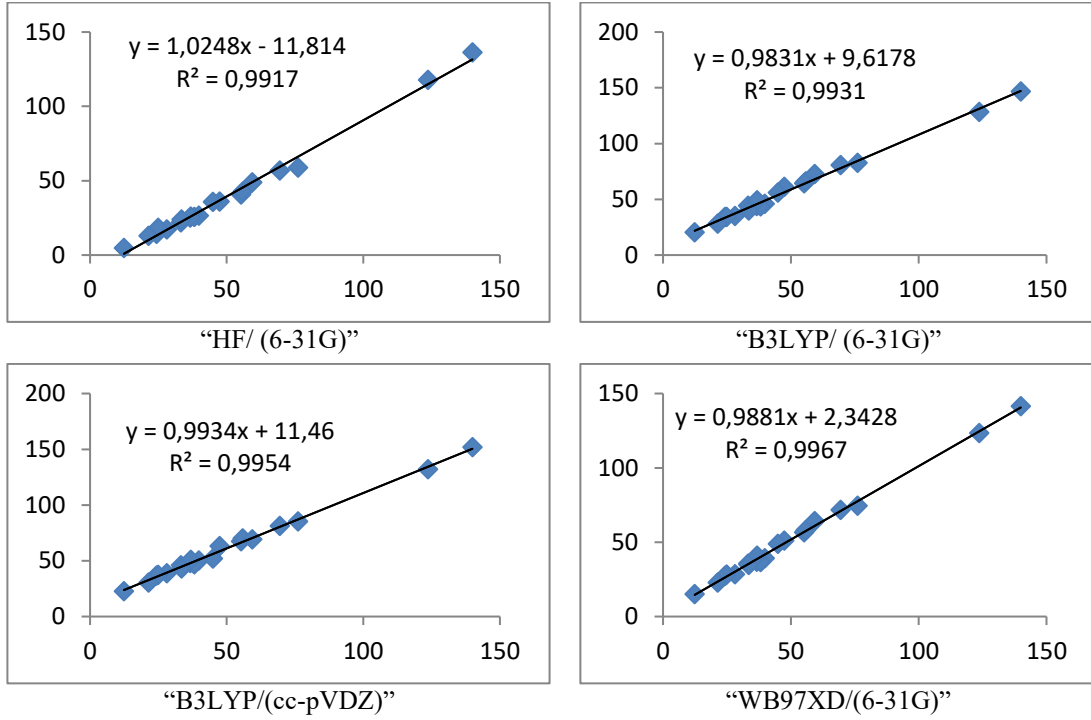 y = 1,0248x - 11,814
R² = 0,9917
150
100
50
0
0 50 100 150
“HF/ (6-31G)”
y = 0,9831x + 9,6178
R² = 0,9931
200
150
100
50
0
0 50 100 150
“B3LYP/ (6-31G)”
y = 0,9934x + 11,46
R² = 0,9954
200
150
100
50
0
0 50 100 150
“B3LYP/(cc-pVDZ)”
y = 0,9881x + 2,3428
R² = 0,9967
150
100
50
0
0 50 100 150
“WB97XD/(6-31G)”